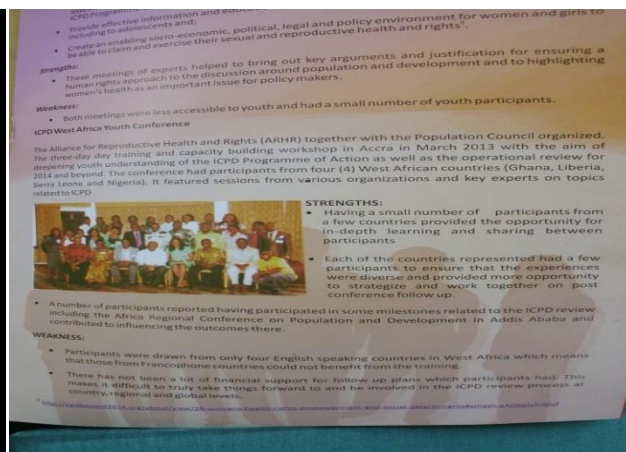 ICPD Programme
• Provide effective information and
including to adolescents and;
• Create an enabling socio-economic, political, legal and policy environment for women and girls to
be able to claim and exercise their sexual and reproductive health and rights".
Strengths:
• These meetings of experts helped to bring out key arguments and justification for ensuring a
human rights approach to the discussion around population and development and to highlighting
women's health as an important issue for policy makers.
Weakness:
• Both meetings were less accessible to youth and had a small number of youth participants.
ICPD West Africa Youth Conference
The Alliance for Reproductive Health and Rights (ARHR) together with the Population Council organized.
The three-day day training and capacity building workshop in Accra in March 2013 with the aim of
deepening youth understanding of the ICPD Programme of Action as well as the operational review for
2014 and beyond. The conference had participants from four (4) West African countries (Ghana, Liberia,
Sierra Leone and Nigeria). It featured sessions from various organizations and key experts on topics
related to ICPD
STRENGTHS:
• Having a small number of participants from
a few countries provided the opportunity for
in-depth learning and sharing between
participants
• Each of the countries represented had a few
participants to ensure that the experiences
were diverse and provided more opportunity
to strategize and work together on post
conference follow up.
• A number of participants reported having participated in some milestones related to the ICPD review
including the Africa Regional Conference on Population and Development in Addis Ababa and
contributed to influencing the outcomes there.
WEAKNESS:
• Participants were drawn from only four English speaking countries in West Africa which means
that those from Francophone countries could not benefit from the training.
• There has not been a lot of financial support for follow up plans which participants had. This
makes it difficult to truly take things forward to and be involved in the ICPD review process at
country, regional and global levels.